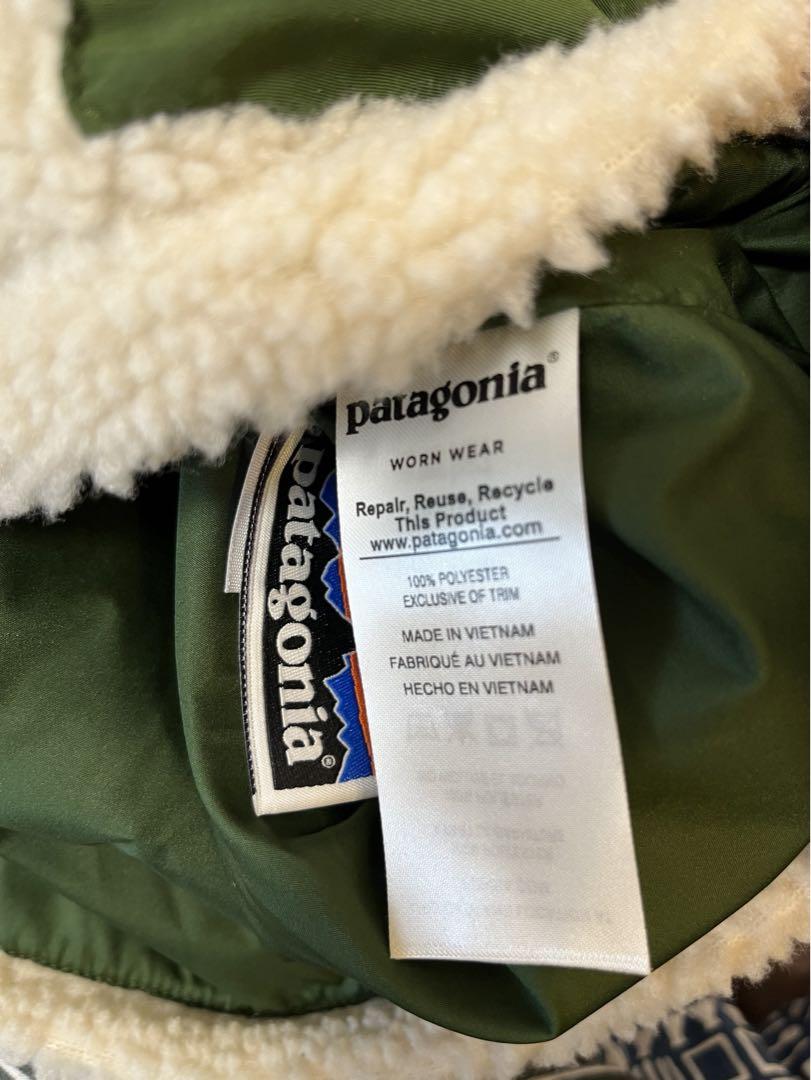 patagonia®
WORN WEAR
Repair, Reuse, Recycle
This Product
www.patagonia.com
100% POLYESTER
EXCLUSIVE OF TRIM
MADE IN VIETNAM
FABRIQUÉ AU VIETNAM
HECHO EN VIETNAM
patagonia®